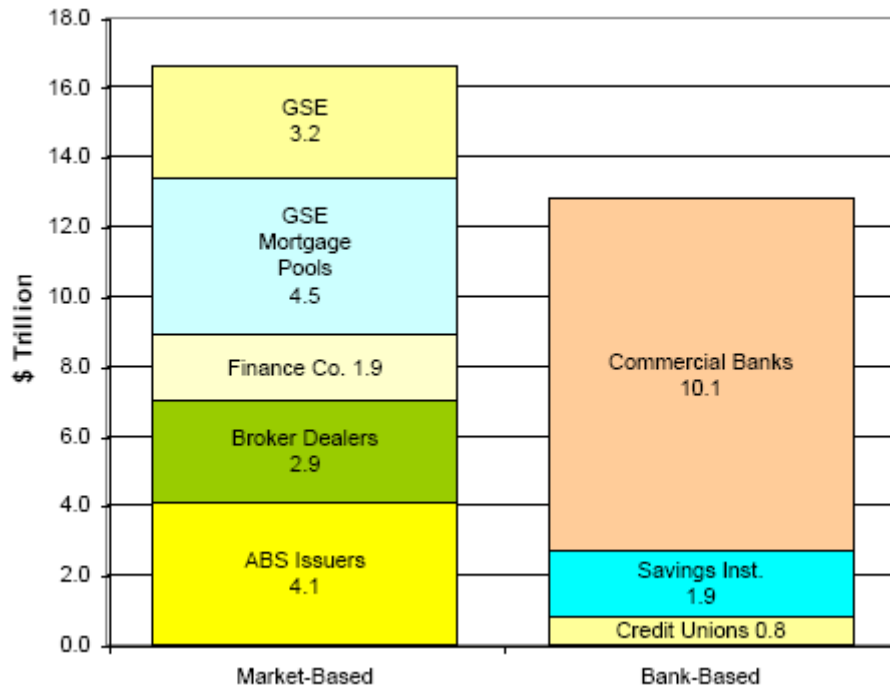 18.0
16.0
14.0
12.0
10.0
8.0
6.0
4.0
2.0
0.0
$ Trillion
GSE
3.2
GSE
Mortgage
Pools
4.5
Finance Co. 1.9
Broker Dealers
2.9
ABS Issuers
4.1
Commercial Banks
10.1
Savings Inst.
1.9
Credit Unions 0.8
Market-Based
Bank-Based